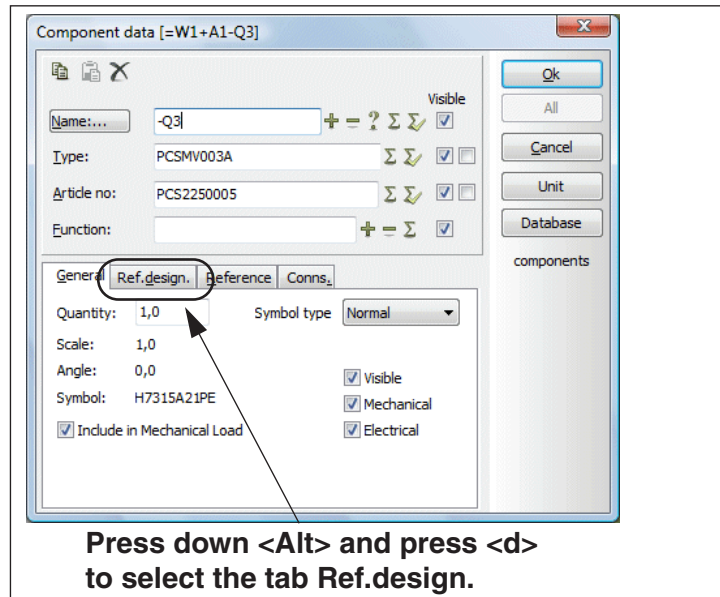 Component data [=W1+A1-Q3]
Visible
Name:... -Q3
Type: PCSMV003A
Article no: PCS2250005
Function:
Ok
All
Cancel
Unit
Database
components
General Ref.design. Reference Conns.
Quantity: 1,0 Symbol type Normal
Scale: 1,0
Angle: 0,0
Symbol: H7315A21PE
Include in Mechanical Load
Visible
Mechanical
Electrical
Press down <Alt> and press <d>
to select the tab Ref.design.